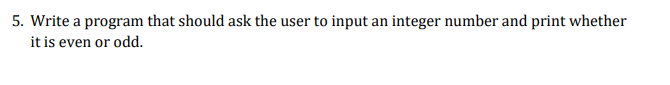 5. Write a program that should ask the user to input an integer number and print whether
it is even or odd.